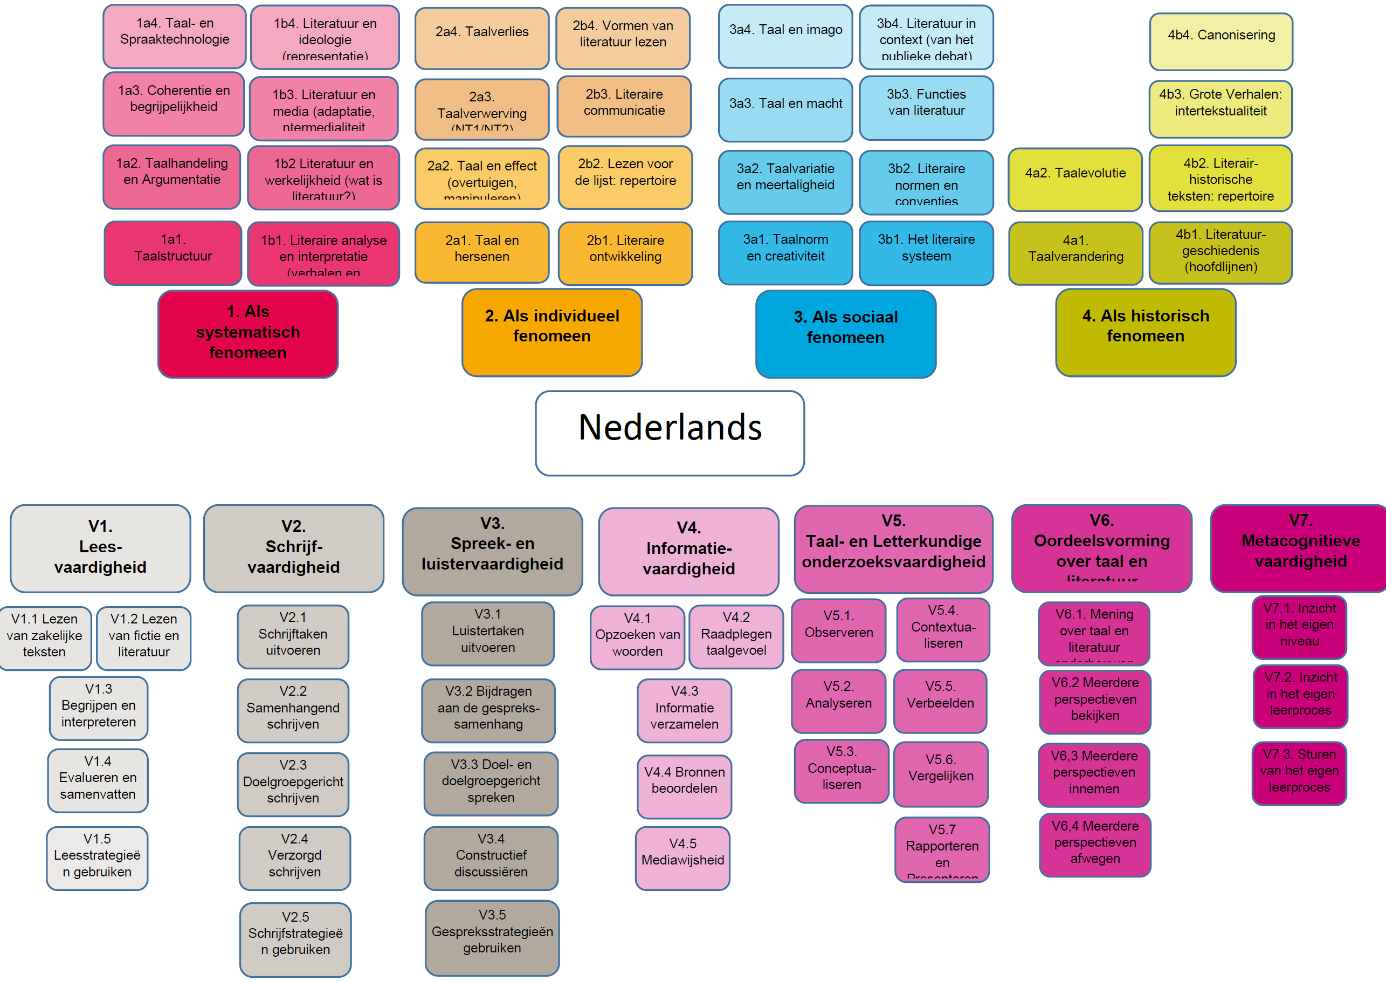 1a4. Taal- en
Spraaktechnologie
1b4. Literatuur en
ideologie
(representatie)
2a4. Taalverlies
2b4. Vormen van
literatuur lezen
3a4. Taal en imago
3b4. Literatuur in
context (van het
publieke debat)
4b4. Canonisering
1a3. Coherentie en
begrijpelijkheid
1b3. Literatuur en
media (adaptatie,
ntermedialiteit
2a3.
Taalverwerving
(NT1/NT2)
2b3. Literaire
communicatie
3a3. Taal en macht
3b3. Functies
van literatuur
4b3. Grote Verhalen:
intertekstualiteit
1a2. Taalhandeling
en Argumentatie
1b2 Literatuur en
werkelijkheid (wat is
literatuur?)
2a2. Taal en effect
(overtuigen,
manipuleren)
2b2. Lezen voor
de lijst: repertoire
3a2. Taalvariatie
en meertaligheid
3b2. Literaire
normen en
conventies
4a2. Taalevolutie
4b2. Literair-
historische
teksten: repertoire
1a1.
Taalstructuur
1b1. Literaire analyse
en interpretatie
(verhalen en
2a1. Taal en
hersenen
2b1. Literaire
ontwikkeling
3a1. Taalnorm
en creativiteit
3b1. Het literaire
systeem
4a1.
Taalverandering
4b1. Literatuur-
geschiedenis
(hoofdlijnen)
1. Als
systematisch
fenomeen
2. Als individueel
fenomeen
3. Als sociaal
fenomeen
4. Als historisch
fenomeen
Nederlands
V1.
Lees-
vaardigheid
V2.
Schrijf-
vaardigheid
V3.
Spreek- en
luistervaardigheid
V4.
Informatie-
vaardigheid
V5.
Taal- en Letterkundige
onderzoeksvaardigheid
V6.
Oordeelsvorming
over taal en
literatuur
V7.
Metacognitieve
vaardigheid
V1.1 Lezen
van zakelijke
teksten
V1.2 Lezen
van fictie en
literatuur
V2.1
Schrijftaken
uitvoeren
V3.1
Luistertaken
uitvoeren
V4.1
Opzoeken van
woorden
V4.2
Raadplegen
taalgevoel
V5.1.
Observeren
V5.4.
Contextua-
liseren
V6.1. Mening
over taal en
literatuur
onderbouwen
V7.1. Inzicht
in het eigen
niveau
V1.3
Begrijpen en
interpreteren
V2.2
Samenhangend
schrijven
V3.2 Bijdragen
aan de gespreks-
samenhang
V4.3
Informatie
verzamelen
V5.2.
Analyseren
V5.5.
Verbeelden
V6.2 Meerdere
perspectieven
bekijken
V7.2. Inzicht
in het eigen
leerproces
V1.4
Evalueren en
samenvatten
V2.3
Doelgroepgericht
schrijven
V3.3 Doel- en
doelgroepgericht
spreken
V4.4 Bronnen
beoordelen
V5.3.
Conceptua-
liseren
V5.6.
Vergelijken
V6,3 Meerdere
perspectieven
innemen
V7.3. Sturen
van het eigen
leerproces
V1.5
Leesstrategieë
n gebruiken
V2.4
Verzorgd
schrijven
V3.4
Constructief
discussiëren
V4.5
Mediawijsheid
V5.7
Rapporteren
en
Presenteren
V6,4 Meerdere
perspectieven
afwegen
V2.5
Schrijfstrategieë
n gebruiken
V3.5
Gespreksstrategieën
gebruiken